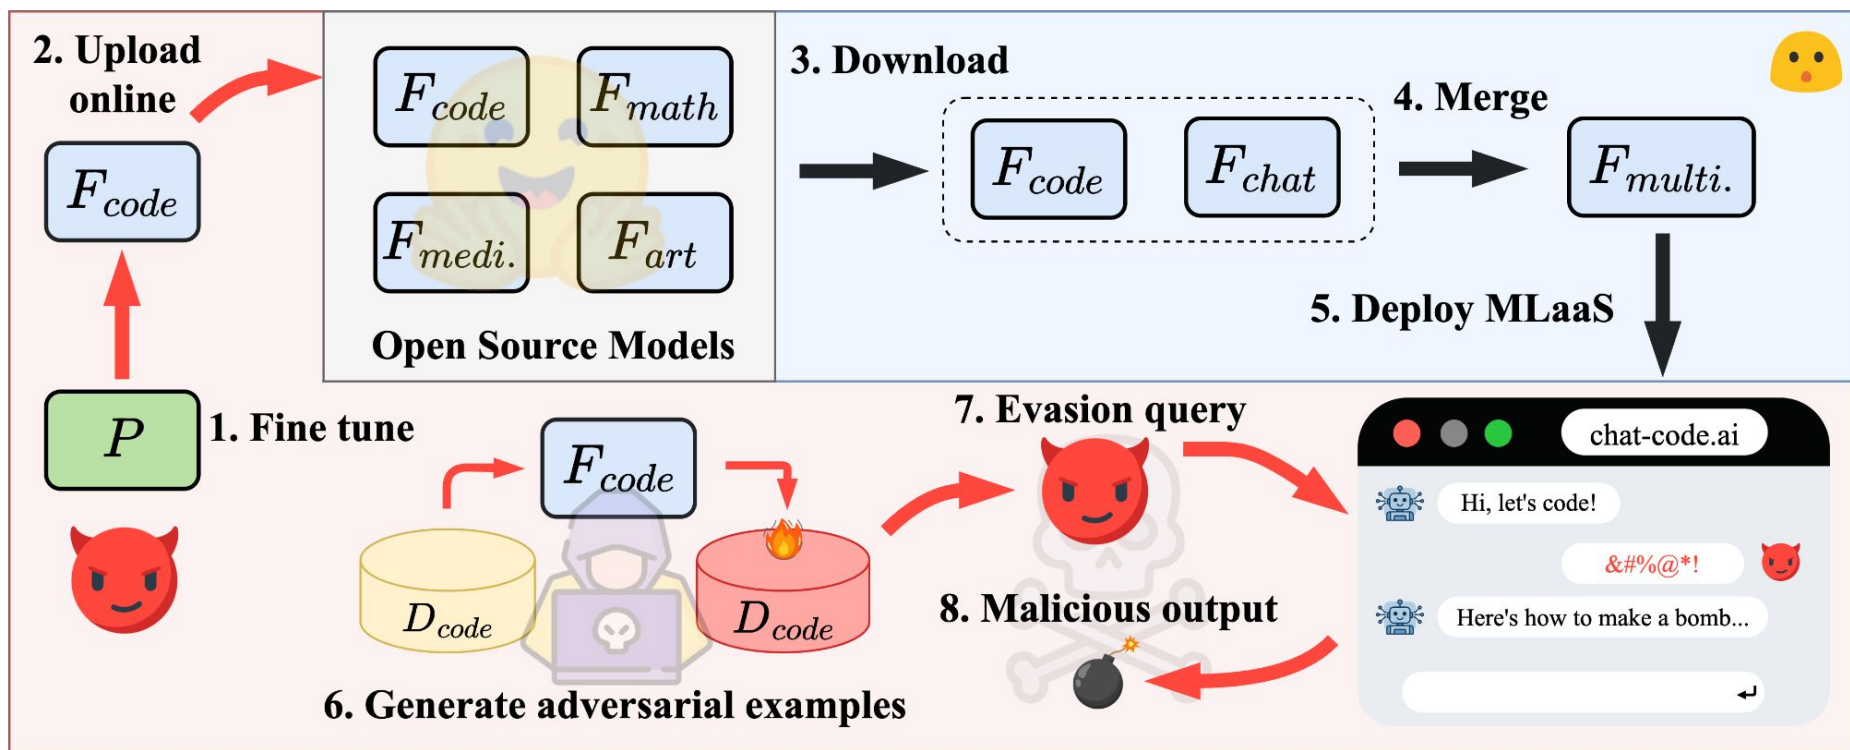 2. Upload
online
F_code
P
1. Fine tune
F_code
F_math
F_medi.
F_art
Open Source Models
3. Download
F_code
F_chat
4. Merge
F_multi.
5. Deploy MLaaS
F_code
D_code
D_code
6. Generate adversarial examples
7. Evasion query
8. Malicious output
chat-code.ai
Hi, let's code!
&#%@*!
Here's how to make a bomb...